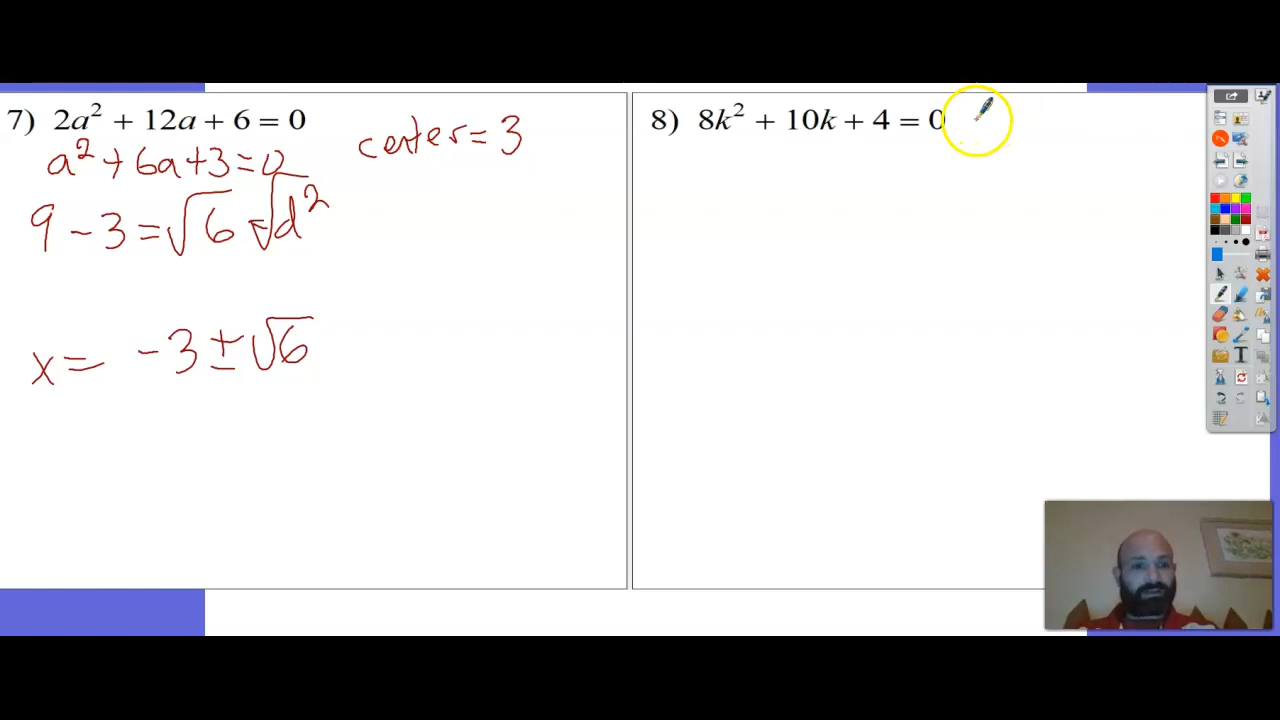 7) 2a² + 12a + 6 = 0
a² + 6a + 3 = 0
center = 3
9 - 3 = √6 = √d²
x = -3 ± √6
8) 8k² + 10k + 4 = 0